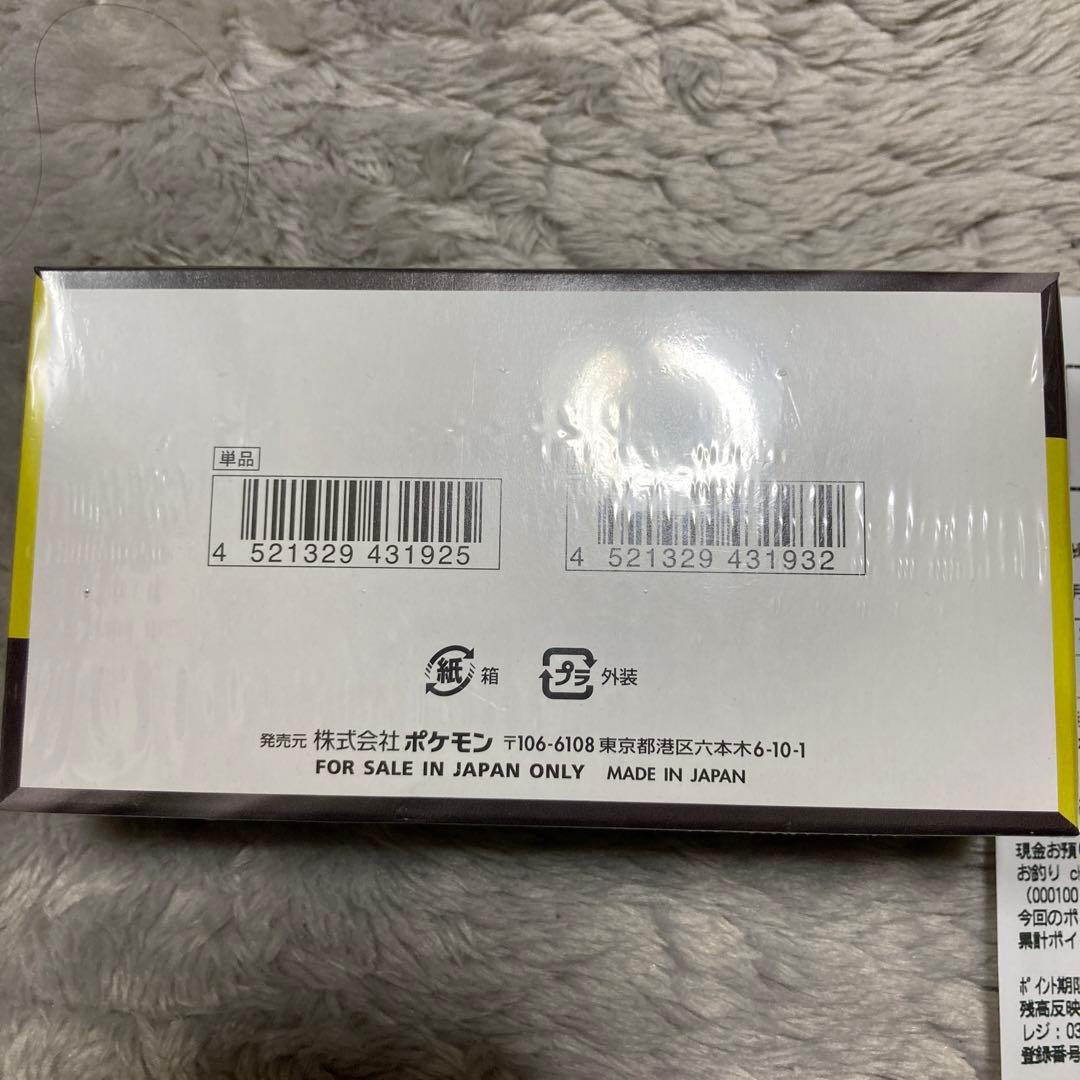 単品
4 521329 431925
4 521329 431932
紙 箱
プラ 外装
発売元 株式会社 ポケモン 〒106-6108 東京都港区六本木6-10-1
FOR SALE IN JAPAN ONLY MADE IN JAPAN
現金お預
お釣り
(000100
今回のポ
累計ポイ
ポイント期限
残高反映
レジ:03
登録番号